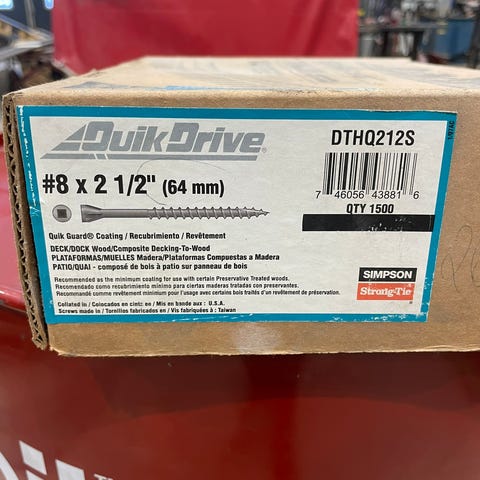 QuikDrive®
DTHQ212S
#8 x 2 1/2" (64 mm)
7 46056 43881 6
QTY 1500
Quik Guard® Coating / Recubrimiento / Revêtement
DECK/DOCK Wood/Composite Decking-To-Wood
PLATAFORMAS/MUELLES Madera/Plataformas Compuestas a Madera
PATIO/QUAI - composé de bois à patio sur panneau de bois
Recommended as the minimum coating for use with certain Preservative Treated woods.
Recomendado como recubrimiento mínimo para ciertas maderas tratadas con preservantes.
Recommandé comme revêtement minimum pour l'usage avec certains bois traités d'un revêtement de préservation.
Collated in / Colocados en cinta: en / Mis en bande aux : U.S.A.
Screws made in / Tornillos fabricados en / Vis fabriquées à : Taiwan
SIMPSON
Strong-Tie